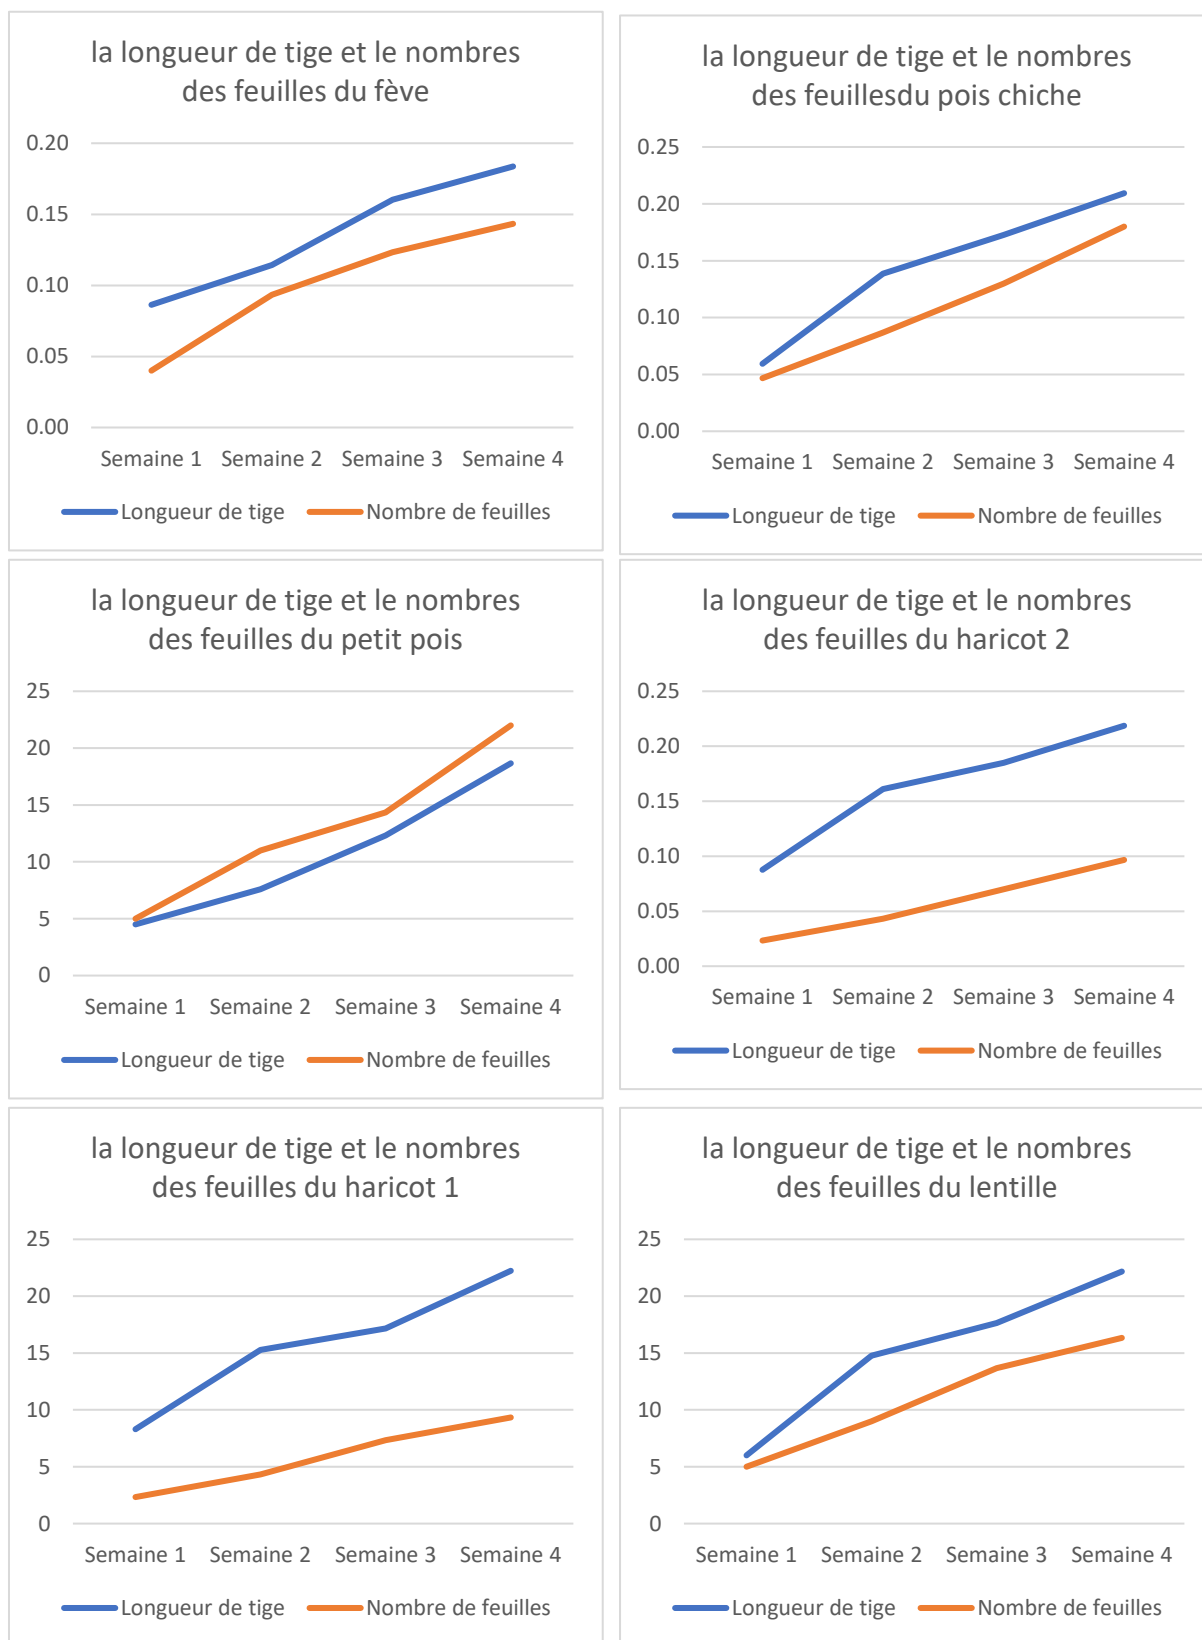 la longueur de tige et le nombres
des feuilles du fève
0.20
0.15
0.10
0.05
0.00
Semaine 1 Semaine 2 Semaine 3 Semaine 4
Longueur de tige Nombre de feuilles
la longueur de tige et le nombres
des feuillesdu pois chiche
0.25
0.20
0.15
0.10
0.05
0.00
Semaine 1 Semaine 2 Semaine 3 Semaine 4
Longueur de tige Nombre de feuilles
la longueur de tige et le nombres
des feuilles du petit pois
25
20
15
10
5
0
Semaine 1 Semaine 2 Semaine 3 Semaine 4
Longueur de tige Nombre de feuilles
la longueur de tige et le nombres
des feuilles du haricot 2
0.25
0.20
0.15
0.10
0.05
0.00
Semaine 1 Semaine 2 Semaine 3 Semaine 4
Longueur de tige Nombre de feuilles
la longueur de tige et le nombres
des feuilles du haricot 1
25
20
15
10
5
0
Semaine 1 Semaine 2 Semaine 3 Semaine 4
Longueur de tige Nombre de feuilles
la longueur de tige et le nombres
des feuilles du lentille
25
20
15
10
5
0
Semaine 1 Semaine 2 Semaine 3 Semaine 4
Longueur de tige Nombre de feuilles